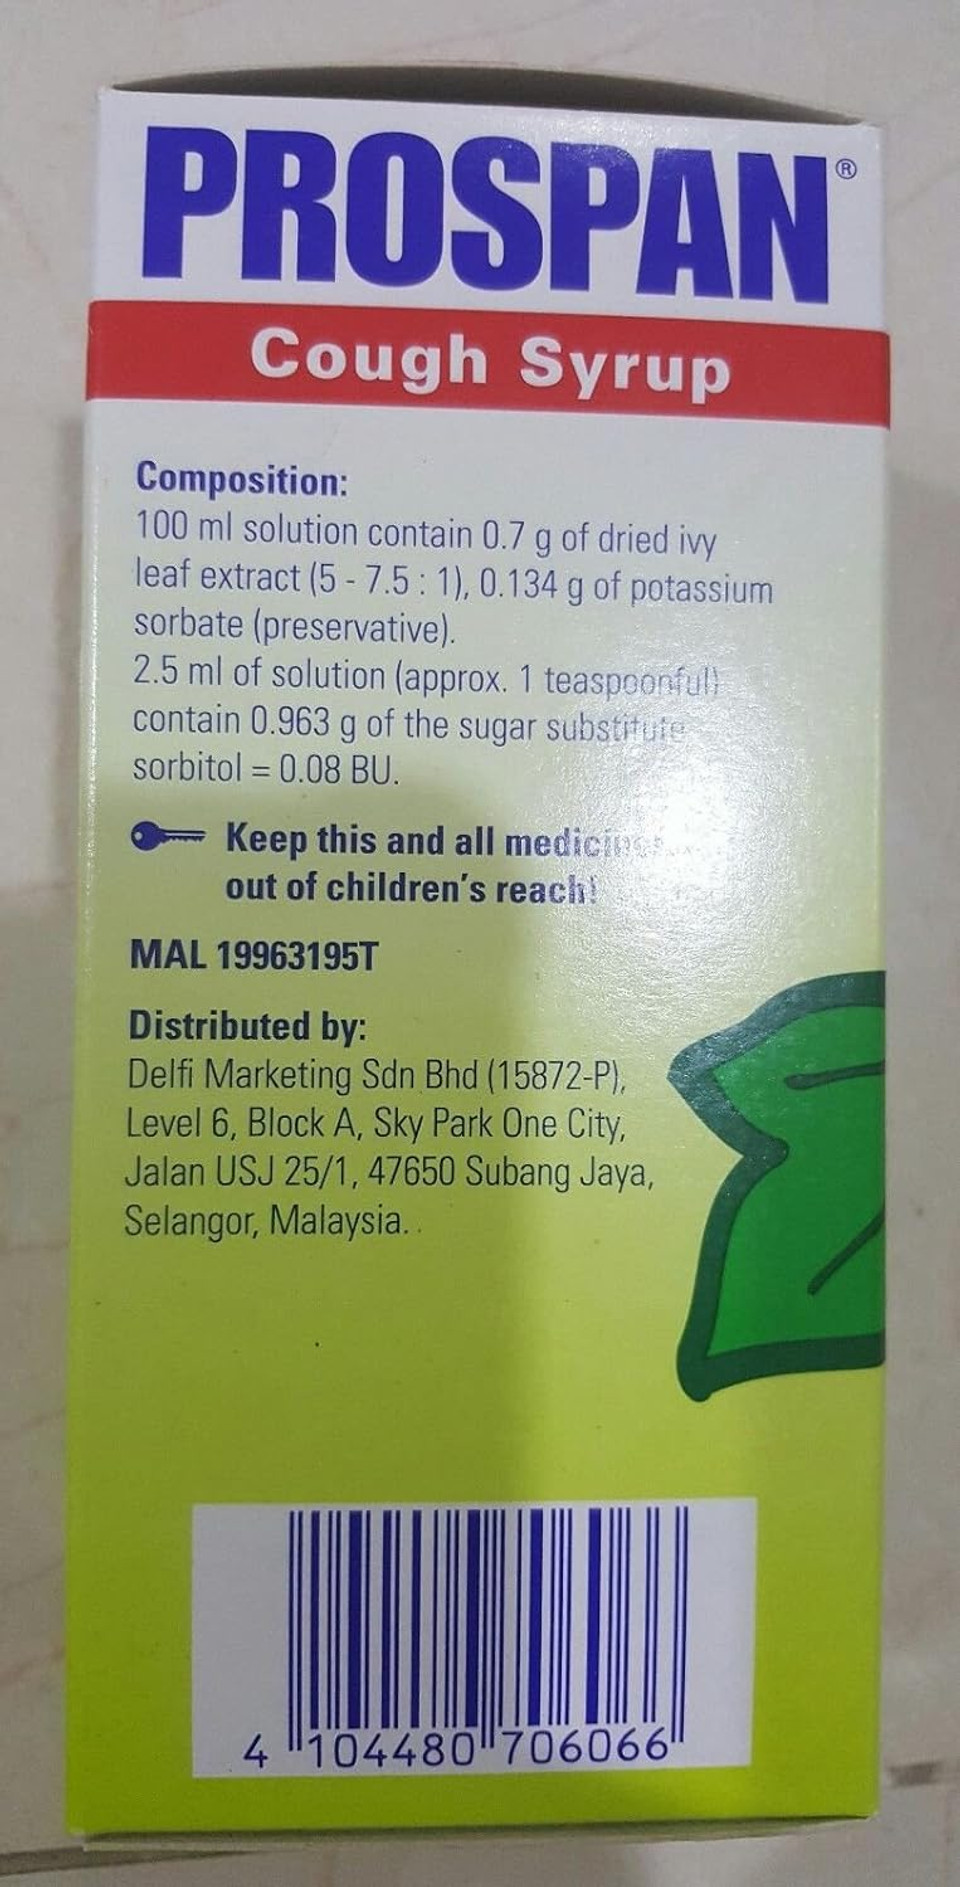 PROSPAN®
Cough Syrup
Composition:
100 ml solution contain 0.7 g of dried ivy
leaf extract (5 - 7.5 : 1), 0.134 g of potassium
sorbate (preservative).
2.5 ml of solution (approx. 1 teaspoonful)
contain 0.963 g of the sugar substitute
sorbitol = 0.08 BU.
Keep this and all
out of children's reach!
MAL 19963195T
Distributed by:
Delfi Marketing Sdn Bhd (15872-P),
Level 6, Block A, Sky Park One City,
Jalan USJ 25/1, 47650 Subang Jaya,
Selangor, Malaysia. .
4 104480 706066